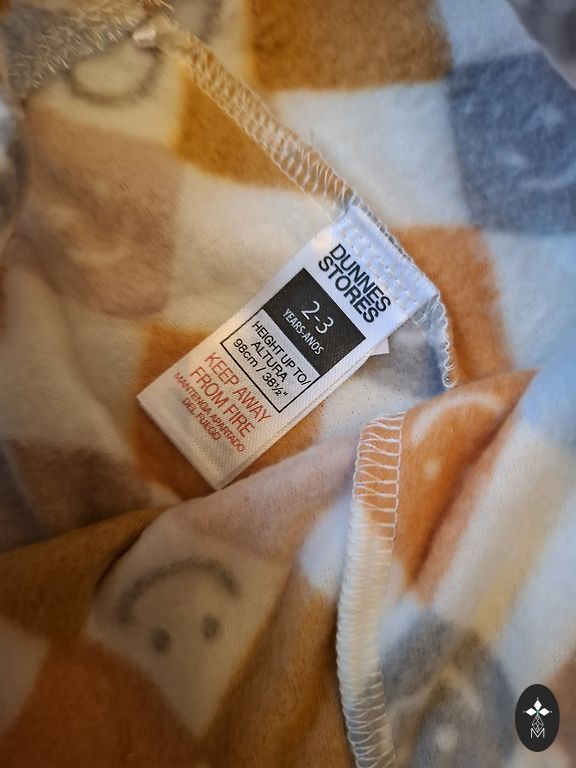 DUNNES
STORES
2-3
YEARS-ANOS
HEIGHT UP TO/
ALTURA
98cm / 38½"
KEEP AWAY
FROM FIRE
MANTENGA APARTADO
DEL FUEGO
M